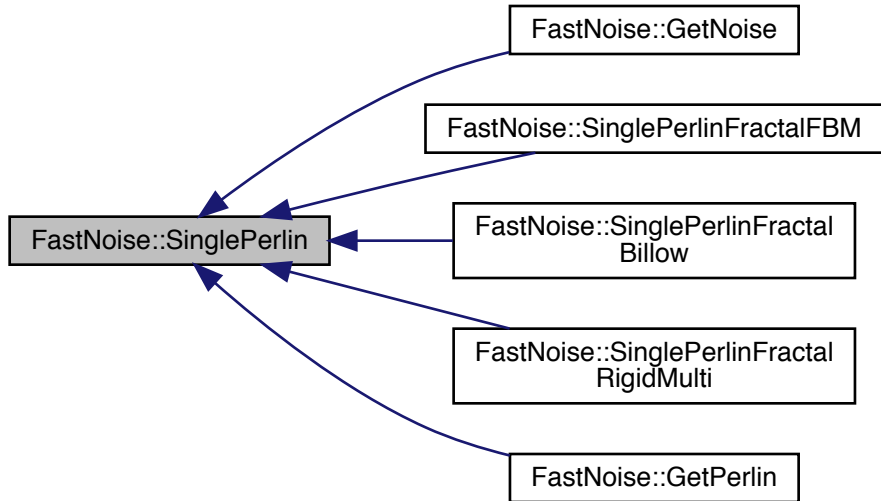 FastNoise::GetNoise
FastNoise::SinglePerlinFractalFBM
FastNoise::SinglePerlin
FastNoise::SinglePerlinFractal
Billow
FastNoise::SinglePerlinFractal
RigidMulti
FastNoise::GetPerlin